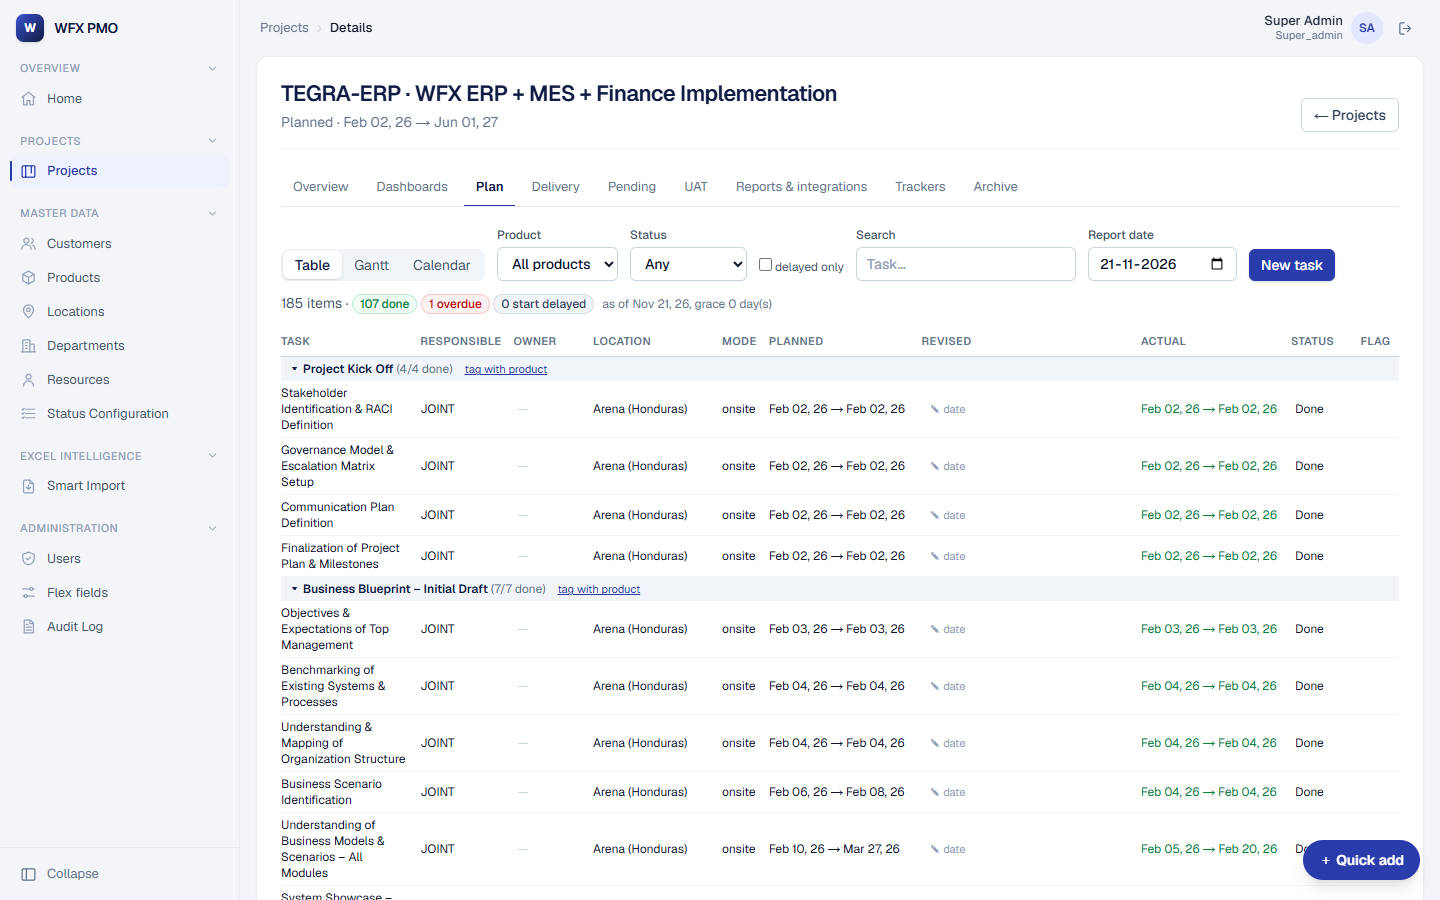 W WFX PMO
OVERVIEW
Home
PROJECTS
Projects
MASTER DATA
Customers
Products
Locations
Departments
Resources
Status Configuration
EXCEL INTELLIGENCE
Smart Import
ADMINISTRATION
Users
Flex fields
Audit Log
Collapse
Projects › Details
Super Admin
Super_admin
SA
TEGRA-ERP · WFX ERP + MES + Finance Implementation
Planned · Feb 02, 26 → Jun 01, 27
← Projects
Overview Dashboards Plan Delivery Pending UAT Reports & integrations Trackers Archive
Product Status Search Report date
Table Gantt Calendar All products Any delayed only Task... 21-11-2026 New task
185 items · 107 done 1 overdue 0 start delayed as of Nov 21, 26, grace 0 day(s)
TASK RESPONSIBLE OWNER LOCATION MODE PLANNED REVISED ACTUAL STATUS FLAG
Project Kick Off (4/4 done) tag with product
Stakeholder
Identification & RACI
Definition
JOINT — Arena (Honduras) onsite Feb 02, 26 → Feb 02, 26 date Feb 02, 26 → Feb 02, 26 Done
Governance Model &
Escalation Matrix
Setup
JOINT — Arena (Honduras) onsite Feb 02, 26 → Feb 02, 26 date Feb 02, 26 → Feb 02, 26 Done
Communication Plan
Definition
JOINT — Arena (Honduras) onsite Feb 02, 26 → Feb 02, 26 date Feb 02, 26 → Feb 02, 26 Done
Finalization of Project
Plan & Milestones
JOINT — Arena (Honduras) onsite Feb 02, 26 → Feb 02, 26 date Feb 02, 26 → Feb 02, 26 Done
Business Blueprint – Initial Draft (7/7 done) tag with product
Objectives &
Expectations of Top
Management
JOINT — Arena (Honduras) onsite Feb 03, 26 → Feb 03, 26 date Feb 03, 26 → Feb 03, 26 Done
Benchmarking of
Existing Systems &
Processes
JOINT — Arena (Honduras) onsite Feb 04, 26 → Feb 04, 26 date Feb 04, 26 → Feb 04, 26 Done
Understanding &
Mapping of
Organization Structure
JOINT — Arena (Honduras) onsite Feb 04, 26 → Feb 04, 26 date Feb 04, 26 → Feb 04, 26 Done
Business Scenario
Identification
JOINT — Arena (Honduras) onsite Feb 06, 26 → Feb 08, 26 date Feb 04, 26 → Feb 04, 26 Done
Understanding of
Business Models &
Scenarios – All
Modules
JOINT — Arena (Honduras) onsite Feb 10, 26 → Mar 27, 26 date Feb 05, 26 → Feb 20, 26
+ Quick add
System Showcase –